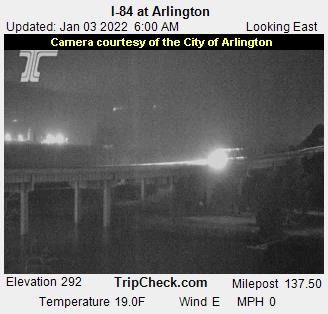 I-84 at Arlington
Updated: Jan 03 2022 6:00 AM Looking East
Camera courtesy of the City of Arlington
Elevation 292 TripCheck.com Milepost 137.50
Temperature 19.0F Wind E MPH 0